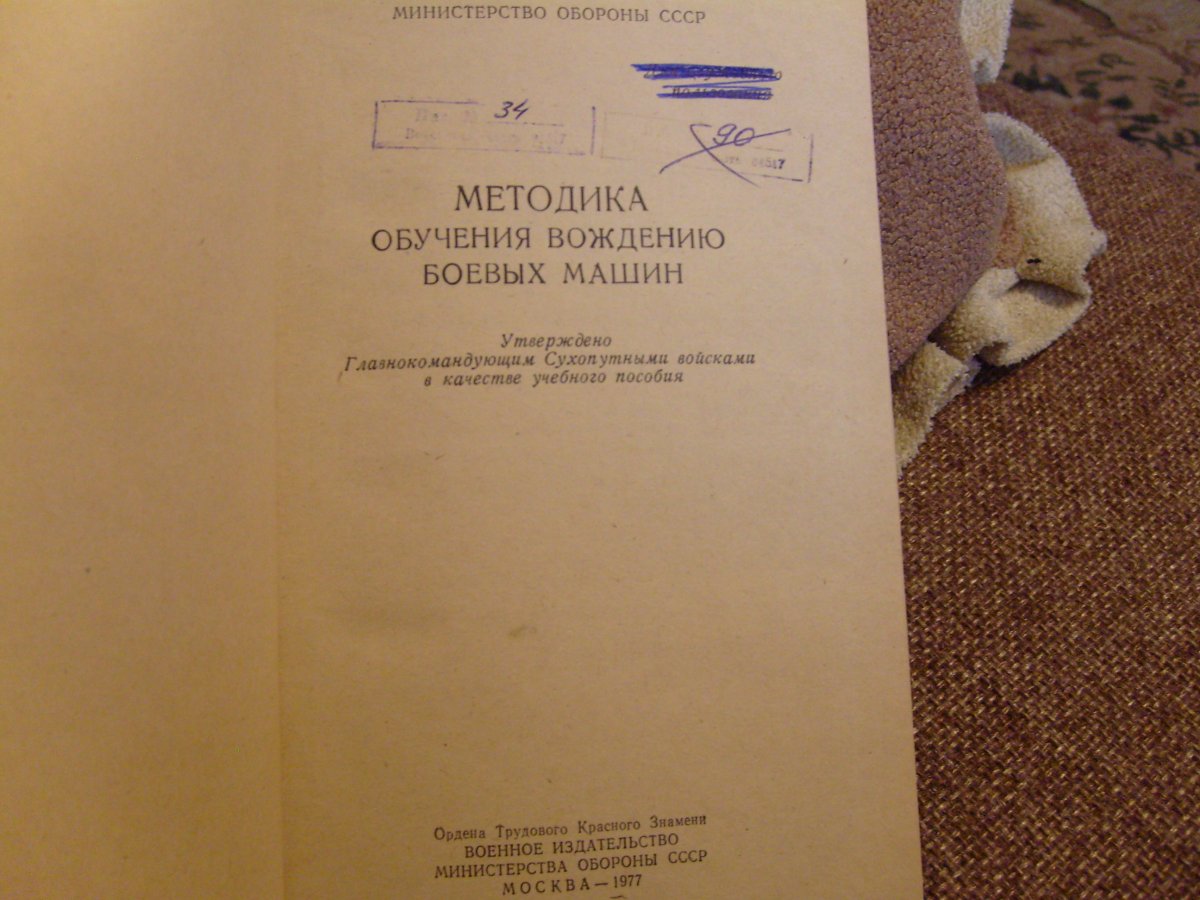 МИНИСТЕРСТВО ОБОРОНЫ СССР
34
90
МЕТОДИКА
ОБУЧЕНИЯ ВОЖДЕНИЮ
БОЕВЫХ МАШИН
Утверждено
Главнокомандующим Сухопутными войсками
в качестве учебного пособия
Ордена Трудового Красного Знамени
ВОЕННОЕ ИЗДАТЕЛЬСТВО
МИНИСТЕРСТВА ОБОРОНЫ СССР
МОСКВА — 1977